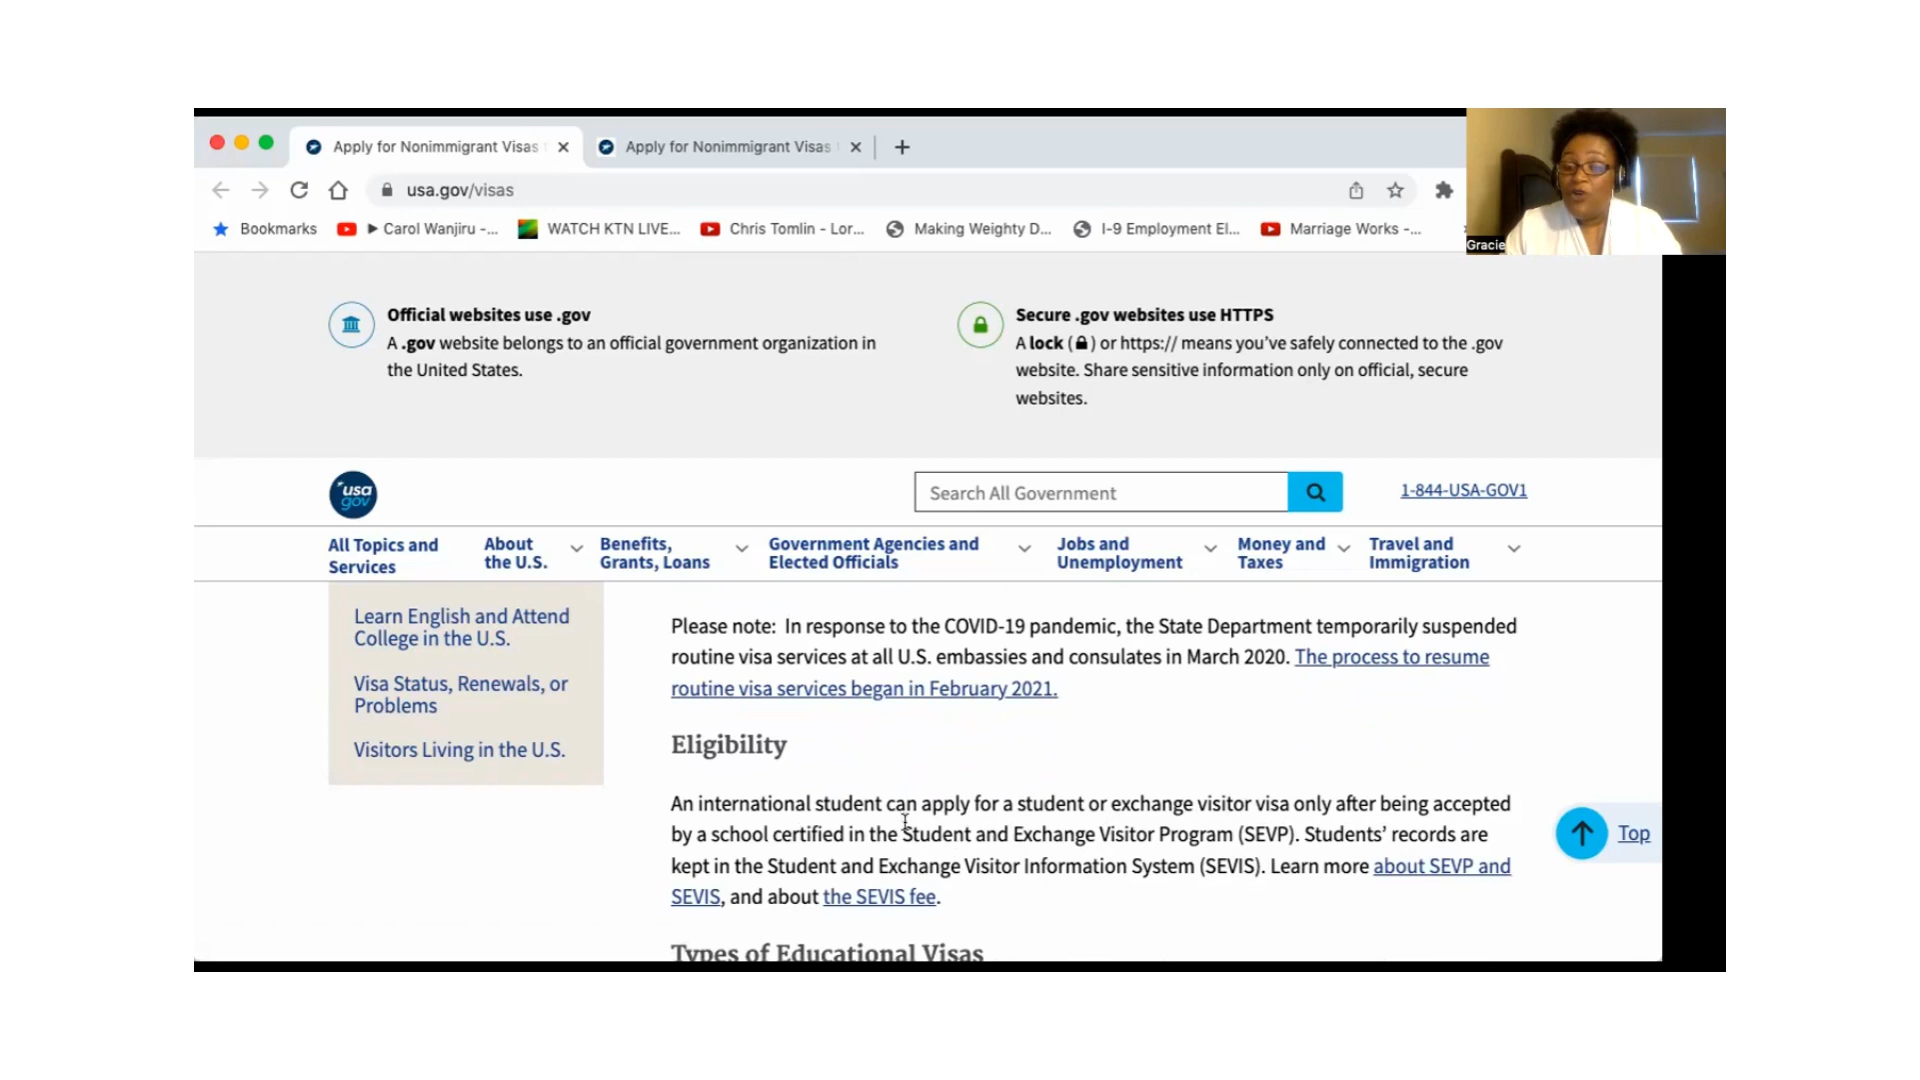 Apply for Nonimmigrant Visas
Apply for Nonimmigrant Visas
usa.gov/visas
Bookmarks
Carol Wanjiru -...
WATCH KTN LIVE...
Chris Tomlin - Lor...
Making Weighty D...
I-9 Employment El...
Marriage Works -...
Gracie
Official websites use .gov
A .gov website belongs to an official government organization in
the United States.
Secure .gov websites use HTTPS
A lock ( ) or https:// means you've safely connected to the .gov
website. Share sensitive information only on official, secure
websites.
usa
gov
Search All Government
1-844-USA-GOV1
All Topics and
Services
About
the U.S.
Benefits,
Grants, Loans
Government Agencies and
Elected Officials
Jobs and
Unemployment
Money and
Taxes
Travel and
Immigration
Learn English and Attend
College in the U.S.
Visa Status, Renewals, or
Problems
Visitors Living in the U.S.
Please note:  In response to the COVID-19 pandemic, the State Department temporarily suspended
routine visa services at all U.S. embassies and consulates in March 2020. The process to resume
routine visa services began in February 2021.
Eligibility
An international student can apply for a student or exchange visitor visa only after being accepted
by a school certified in the Student and Exchange Visitor Program (SEVP). Students' records are
kept in the Student and Exchange Visitor Information System (SEVIS). Learn more about SEVP and
SEVIS, and about the SEVIS fee.
Top
Types of Educational Visas